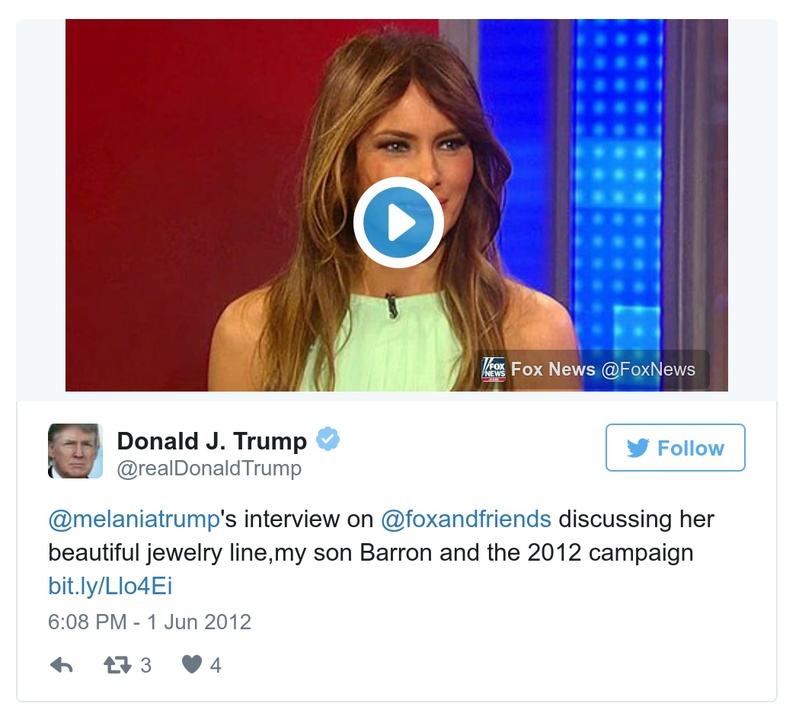 FOX
NEWS
Fox News @FoxNews
Donald J. Trump
@realDonaldTrump
Follow
@melaniatrump's interview on @foxandfriends discussing her
beautiful jewelry line,my son Barron and the 2012 campaign
bit.ly/Llo4Ei
6:08 PM - 1 Jun 2012
3 4